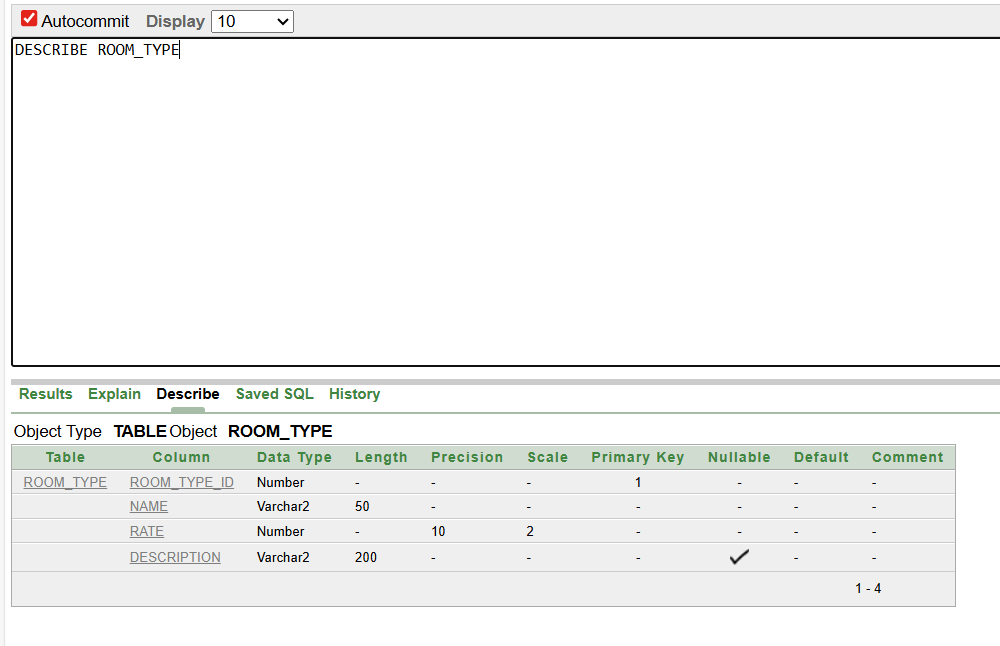 Autocommit Display 10
DESCRIBE ROOM_TYPE
Results Explain Describe Saved SQL History
Object Type TABLE Object ROOM_TYPE
Table Column Data Type Length Precision Scale Primary Key Nullable Default Comment
ROOM_TYPE ROOM_TYPE_ID Number - - - 1 - - -
NAME Varchar2 50 - - - - - -
RATE Number - 10 2 - - - -
DESCRIPTION Varchar2 200 - - - ✓ - -
1 - 4